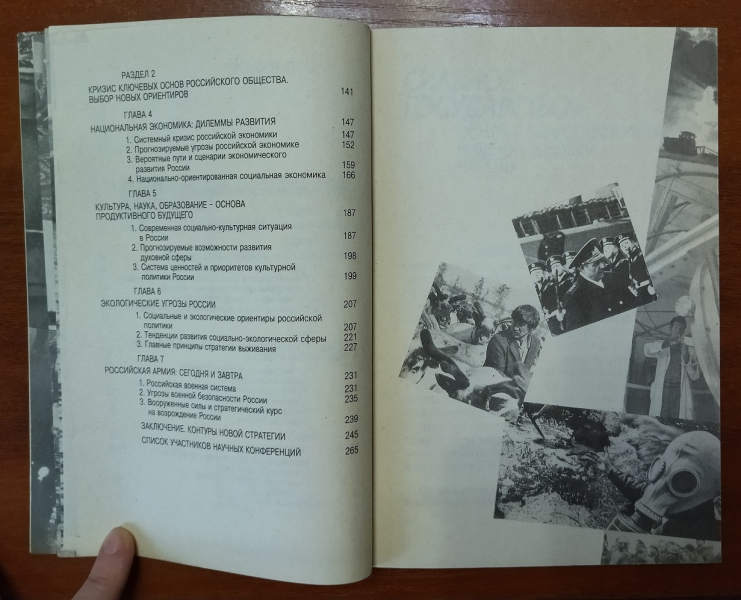 РАЗДЕЛ 2
КРИЗИС КЛЮЧЕВЫХ ОСНОВ РОССИЙСКОГО ОБЩЕСТВА.
ВЫБОР НОВЫХ ОРИЕНТИРОВ 141
ГЛАВА 4
НАЦИОНАЛЬНАЯ ЭКОНОМИКА: ДИЛЕММЫ РАЗВИТИЯ 147
1. Системный кризис российской экономики 147
2. Прогнозируемые угрозы российской экономике 152
3. Вероятные пути и сценарии экономического
развития России 159
4. Национально-ориентированная социальная экономика 166
ГЛАВА 5
КУЛЬТУРА, НАУКА, ОБРАЗОВАНИЕ – ОСНОВА
ПРОДУКТИВНОГО БУДУЩЕГО 187
1. Современная социально-культурная ситуация
в России 187
2. Прогнозируемые возможности развития
духовной сферы 198
3. Система ценностей и приоритетов культурной
политики России 199
ГЛАВА 6
ЭКОЛОГИЧЕСКИЕ УГРОЗЫ РОССИИ 207
1. Социальные и экологические ориентиры российской
политики 207
2. Тенденции развития социально-экологической сферы 221
3. Главные принципы стратегии выживания 227
ГЛАВА 7
РОССИЙСКАЯ АРМИЯ: СЕГОДНЯ И ЗАВТРА 231
1. Российская военная система 231
2. Угрозы военной безопасности России 235
3. Вооруженные силы и стратегический курс
на возрождение России 239
ЗАКЛЮЧЕНИЕ. КОНТУРЫ НОВОЙ СТРАТЕГИИ 245
СПИСОК УЧАСТНИКОВ НАУЧНЫХ КОНФЕРЕНЦИЙ 265